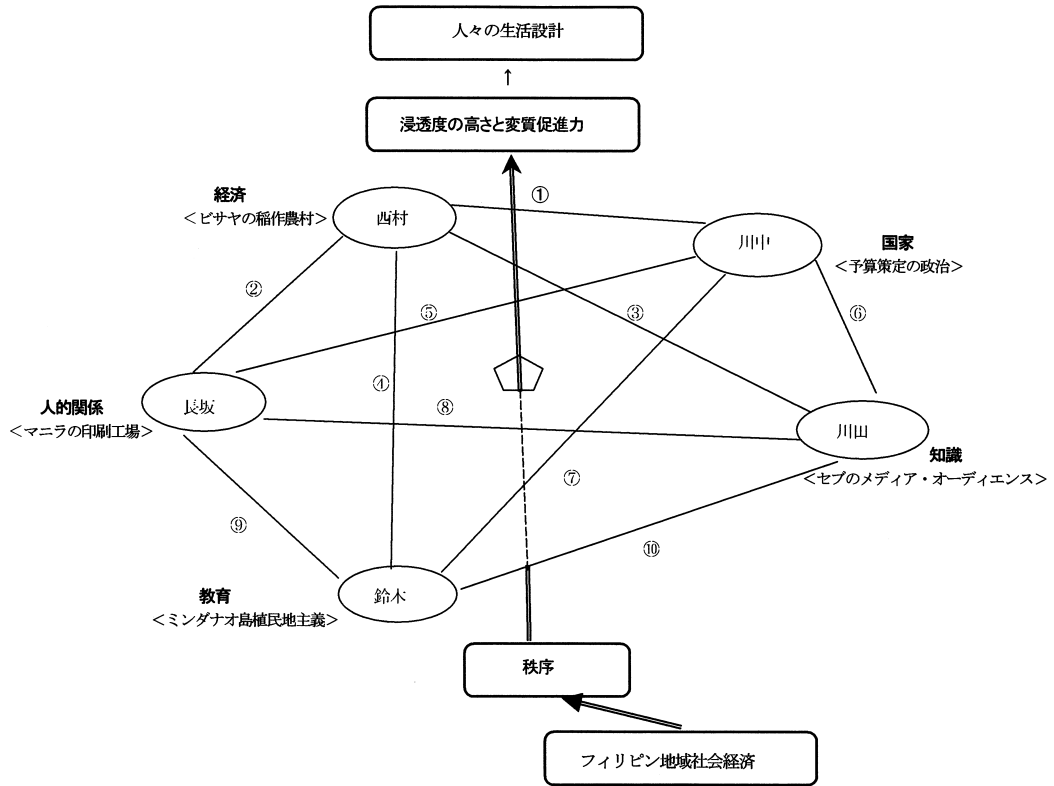 人々の生活設計
↑
浸透度の高さと変質促進力
①
経済
＜ビサヤの稲作農村＞
西村
川中
国家
＜予算策定の政治＞
②
⑤
③
⑥
④
人的関係
＜マニラの印刷工場＞
長坂
⑧
川田
知識
＜セブのメディア・オーディエンス＞
⑦
⑨
⑩
教育
＜ミンダナオ島植民地主義＞
鈴木
秩序
フィリピン地域社会経済